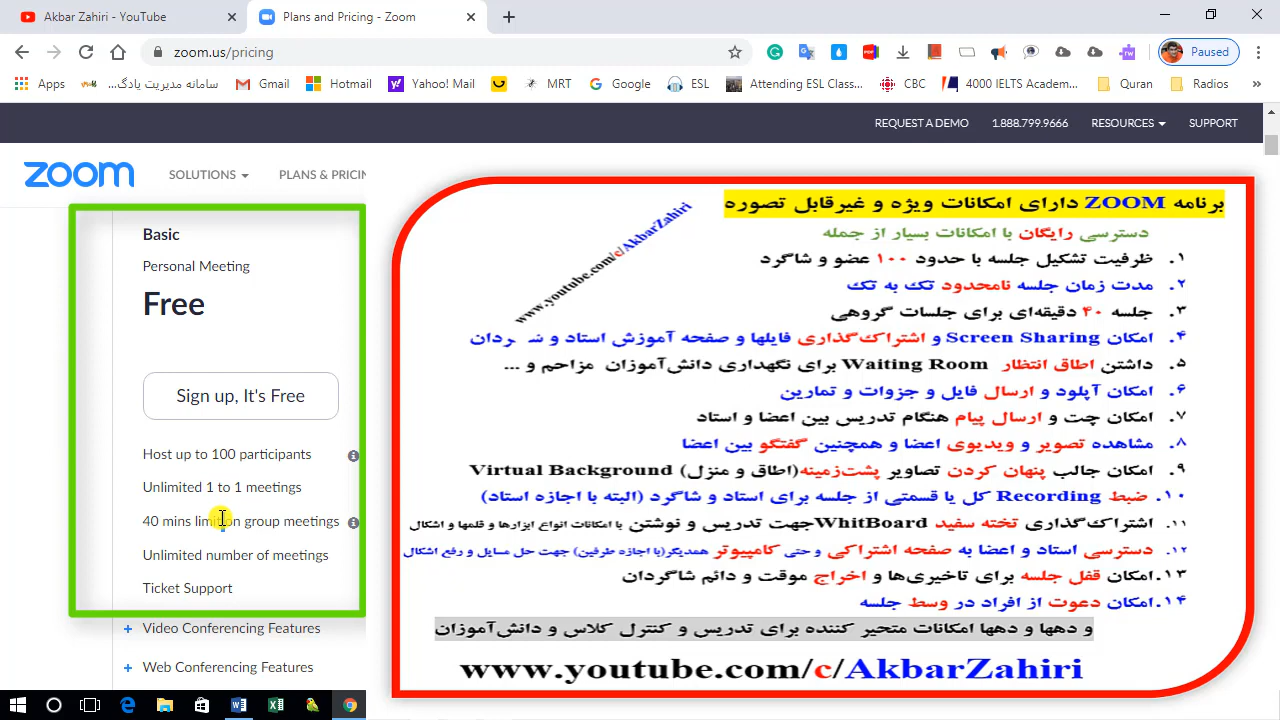 Akbar Zahiri - YouTube
Plans and Pricing - Zoom
zoom.us/pricing
Paused
Apps
سامانه مدیریت یادگ...
Gmail
Hotmail
Yahoo! Mail
MRT
Google
ESL
Attending ESL Class...
CBC
4000 IELTS Academ...
Quran
Radios
REQUEST A DEMO
1.888.799.9666
RESOURCES
SUPPORT
zoom
SOLUTIONS
PLANS & PRICIN
Basic
Personal Meeting
Free
Sign up, It's Free
Host up to 100 participants
Unlimited 1 to 1 meetings
40 mins limit on group meetings
Unlimited number of meetings
Ticket Support
Video Conferencing Features
Web Conferencing Features
برنامه ZOOM دارای امکانات ویژه و غیرقابل تصوره
www.youtube.com/c/AkbarZahiri
دسترسی رایگان با امکانات بسیار از جمله
۱. ظرفیت تشکیل جلسه با حدود ۱۰۰ عضو و شاگرد
۲. مدت زمان جلسه نامحدود تک به تک
۳. جلسه ۴۰ دقیقه‌ای برای جلسات گروهی
۴. امکان Screen Sharing و اشتراک‌گذاری فایلها و صفحه آموزش استاد و ش ردان
۵. داشتن اطاق انتظار Waiting Room برای نگهداری دانش‌آموزان مزاحم و ...
۶. امکان آپلود و ارسال فایل و جزوات و تمارین
۷. امکان چت و ارسال پیام هنگام تدریس بین اعضا و استاد
۸. مشاهده تصویر و ویدیوی اعضا و همچنین گفتگو بین اعضا
۹. امکان جالب پنهان کردن تصاویر پشت‌زمینه(اطاق و منزل) Virtual Background
۱۰. ضبط Recording کل یا قسمتی از جلسه برای استاد و شاگرد (البته با اجازه استاد)
۱۱. اشتراک‌گذاری تخته سفید WhitBoardجهت تدریس و نوشتن با امکانات انواع ابزارها و قلمها و اشکال
۱۲. دسترسی استاد و اعضا به صفحه اشتراکی و حتی کامپیوتر همدیگر(با اجازه طرفین) جهت حل مسایل و رفع اشکال
۱۳.امکان قفل جلسه برای تاخیری‌ها و اخراج موقت و دائم شاگردان
۱۴.امکان دعوت از افراد در وسط جلسه
و دهها و دهها امکانات متحیر کننده برای تدریس و کنترل کلاس و دانش‌آموزان
www.youtube.com/c/AkbarZahiri